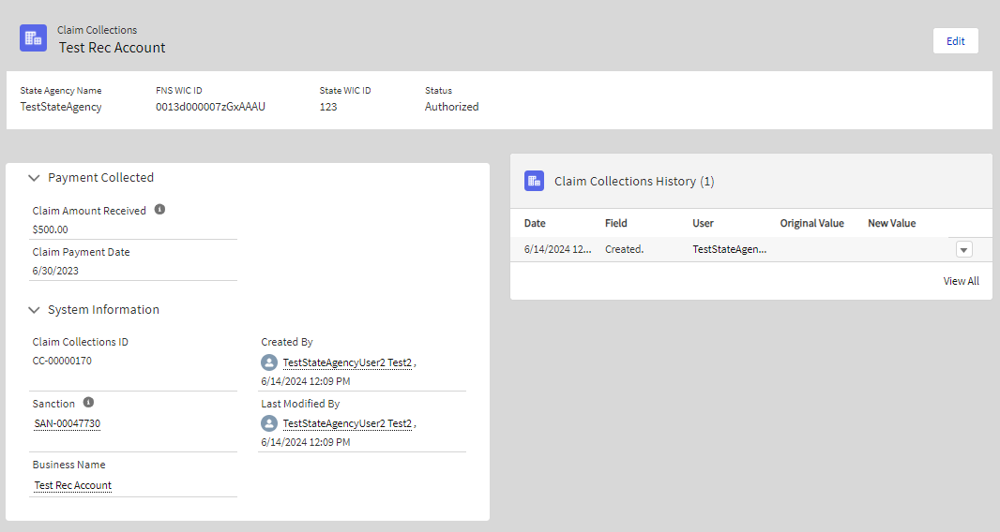 Claim Collections
Test Rec Account
Edit
State Agency Name
FNS WIC ID
State WIC ID
Status
TestStateAgency
0013d000007zGxAAAU
123
Authorized
Payment Collected
Claim Amount Received
$500.00
Claim Payment Date
6/30/2023
System Information
Claim Collections ID
CC-00000170
Created By
TestStateAgencyUser2 Test2 ,
6/14/2024 12:09 PM
Sanction
SAN-00047730
Last Modified By
TestStateAgencyUser2 Test2 ,
6/14/2024 12:09 PM
Business Name
Test Rec Account
Claim Collections History (1)
Date Field User Original Value New Value
6/14/2024 12... Created. TestStateAgen...
View All